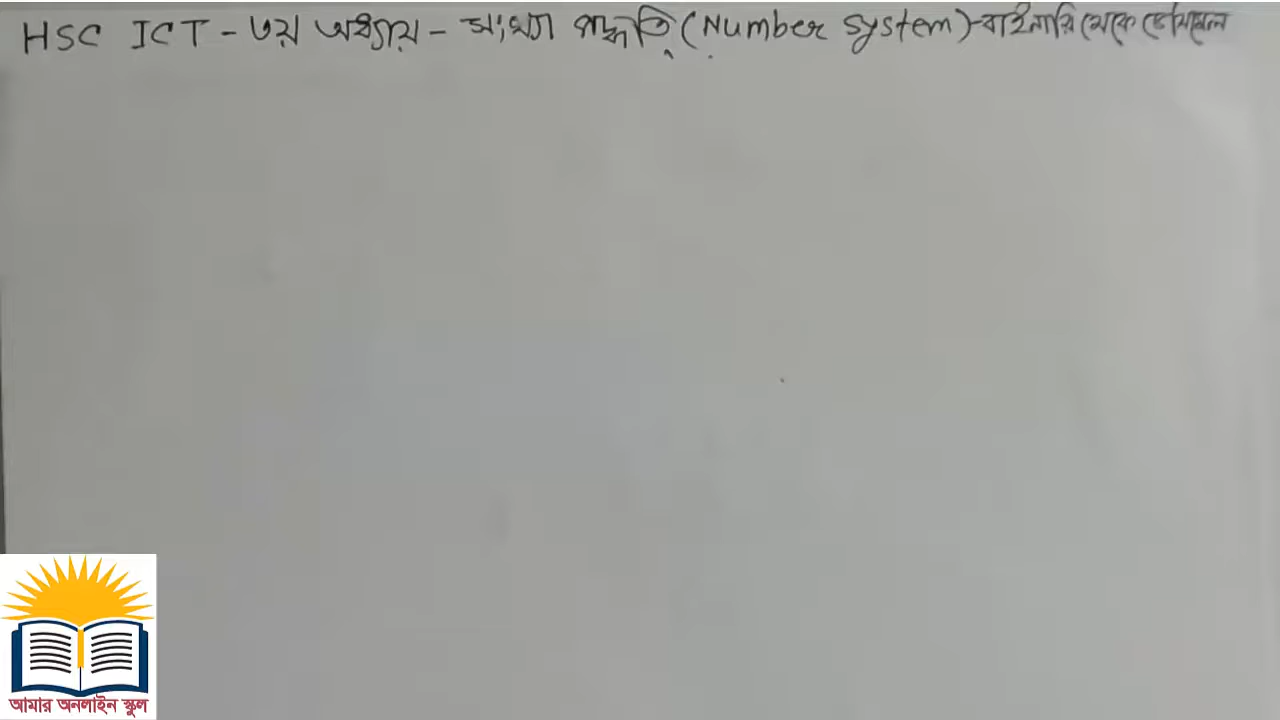 HSC ICT - ৩য় অধ্যায় - সংখ্যা পদ্ধতি (Number System) - বাইনারি থেকে ডেসিমেল
আমার অনলাইন স্কুল